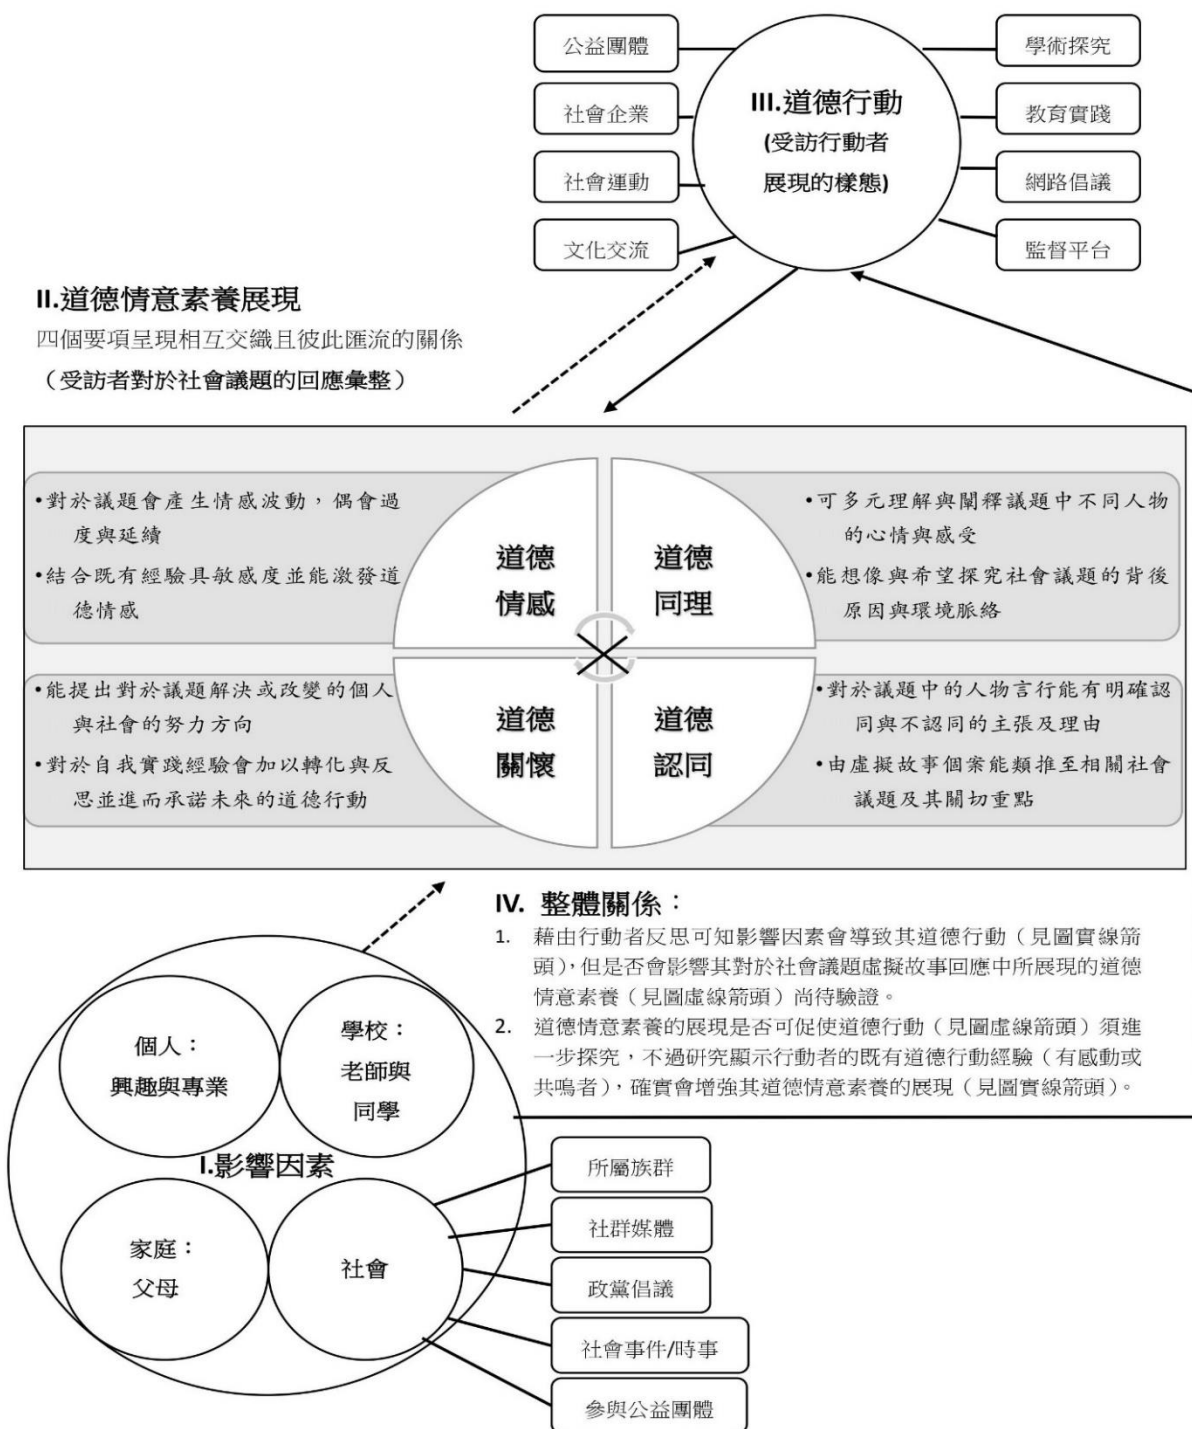 公益團體
社會企業
社會運動
文化交流
III.道德行動
(受訪行動者
展現的樣態)
學術探究
教育實踐
網路倡議
監督平台
II.道德情意素養展現
四個要項呈現相互交織且彼此匯流的關係
（受訪者對於社會議題的回應彙整）
•對於議題會產生情感波動，偶會過
度與延續
•結合既有經驗具敏感度並能激發道
德情感
道德
情感
道德
同理
•可多元理解與闡釋議題中不同人物
的心情與感受
•能想像與希望探究社會議題的背後
原因與環境脈絡
•能提出對於議題解決或改變的個人
與社會的努力方向
•對於自我實踐經驗會加以轉化與反
思並進而承諾未來的道德行動
道德
關懷
道德
認同
•對於議題中的人物言行能有明確認
同與不認同的主張及理由
•由虛擬故事個案能類推至相關社會
議題及其關切重點
IV. 整體關係：
1. 藉由行動者反思可知影響因素會導致其道德行動（見圖實線箭
頭），但是否會影響其對於社會議題虛擬故事回應中所展現的道德
情意素養（見圖虛線箭頭）尚待驗證。
2. 道德情意素養的展現是否可促使道德行動（見圖虛線箭頭）須進
一步探究，不過研究顯示行動者的既有道德行動經驗（有感動或
共鳴者），確實會增強其道德情意素養的展現（見圖實線箭頭）。
個人：
興趣與專業
學校：
老師與
同學
I.影響因素
家庭：
父母
社會
所屬族群
社群媒體
政黨倡議
社會事件/時事
參與公益團體